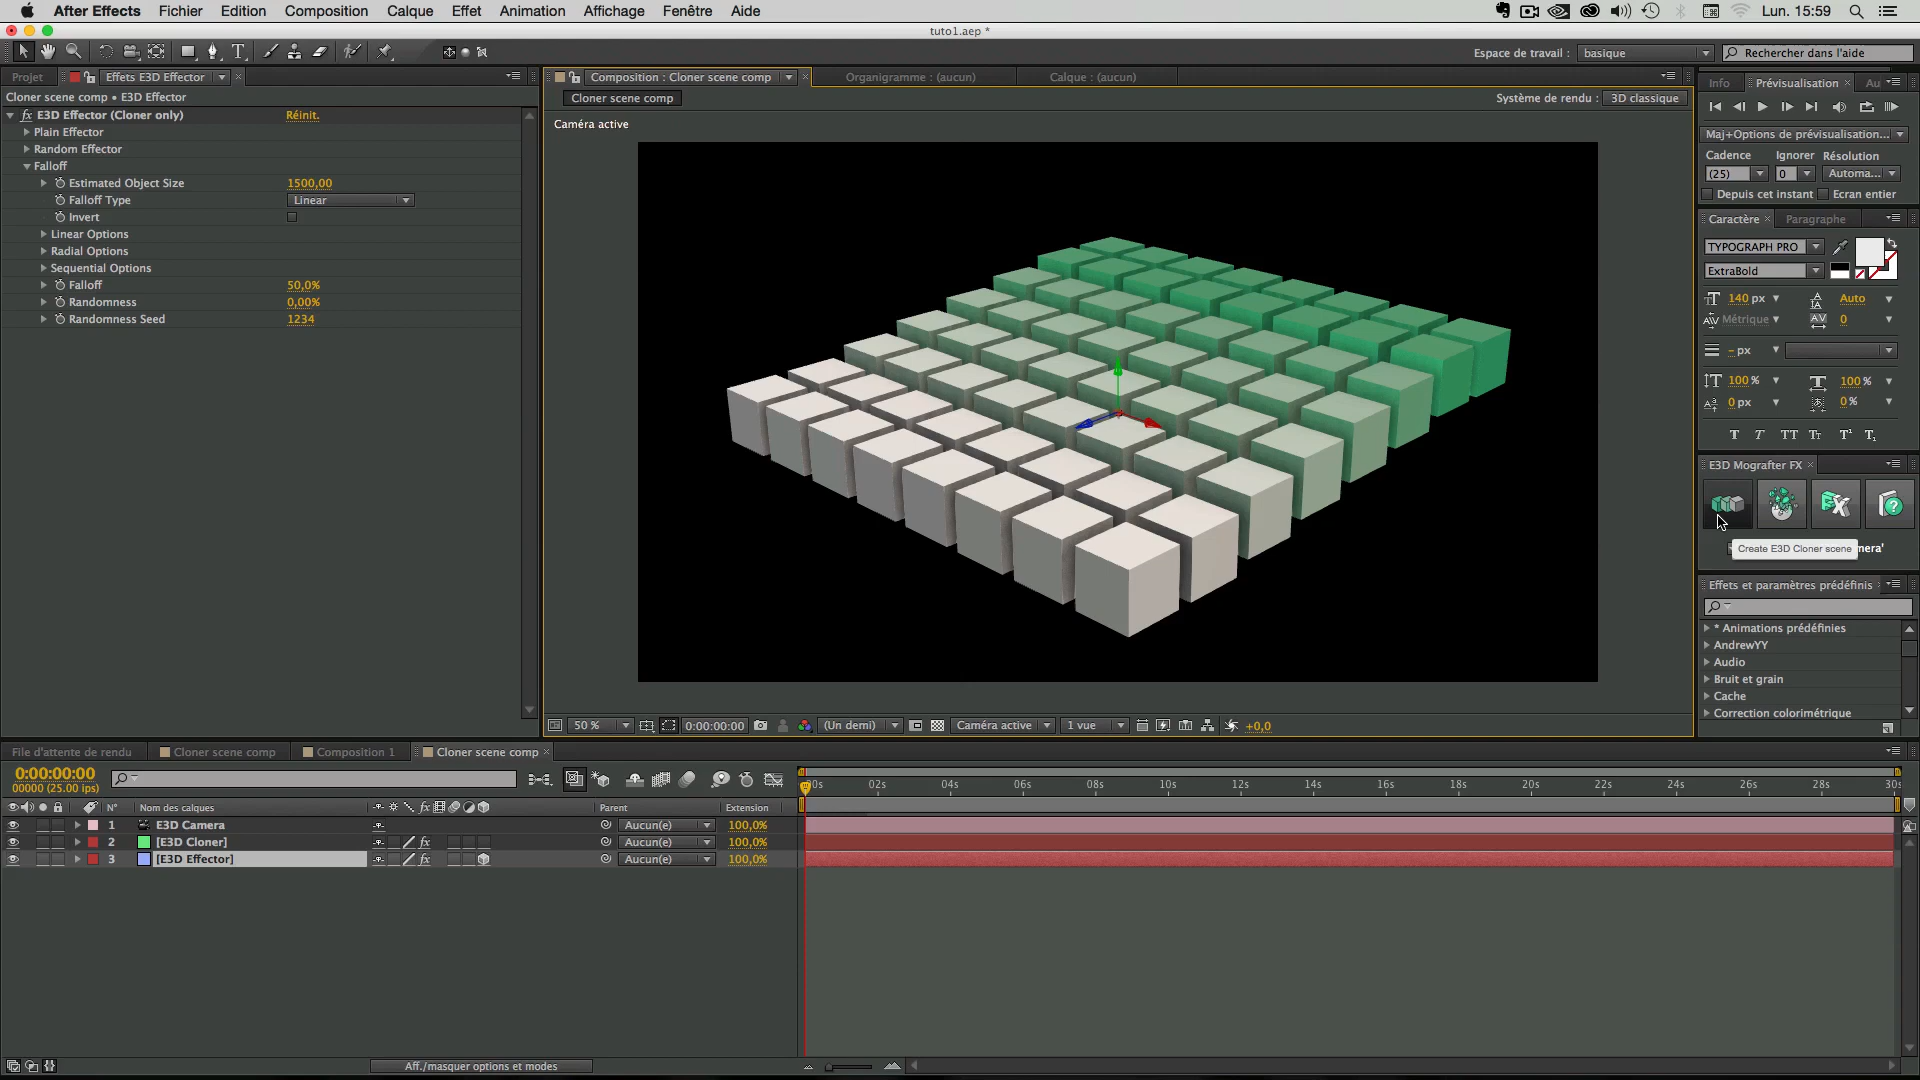 After Effects Fichier Edition Composition Calque Effet Animation Affichage Fenêtre Aide Lun. 15:59
tuto1.aep *
Espace de travail : basique Rechercher dans l'aide
Projet Effets E3D Effector Composition : Cloner scene comp Organigramme : (aucun) Calque : (aucun)
Cloner scene comp • E3D Effector
Cloner scene comp Système de rendu : 3D classique
E3D Effector (Cloner only) Réinit.
Caméra active
Plain Effector
Random Effector
Falloff
Estimated Object Size 1500,00
Falloff Type Linear
Invert
Linear Options
Radial Options
Sequential Options
Falloff 50,0%
Randomness 0,00%
Randomness Seed 1234
50 % 0:00:00:00 (Un demi) Caméra active 1 vue +0,0
Info Prévisualisation Au
Maj+Options de prévisualisation...
Cadence Ignorer Résolution
(25) 0 Automa...
Depuis cet instant Ecran entier
Caractère Paragraphe
TYPOGRAPH PRO
ExtraBold
140 px Auto
Métrique 0
- px
100 % 100 %
0 px 0 %
E3D Mografter FX
Create E3D Cloner scene mera'
Effets et paramètres prédéfinis
* Animations prédéfinies
AndrewYY
Audio
Bruit et grain
Cache
Correction colorimétrique
File d'attente de rendu Cloner scene comp Composition 1 Cloner scene comp
0:00:00:00
00000 (25.00 ips)
00s 02s 04s 06s 08s 10s 12s 14s 16s 18s 20s 22s 24s 26s 28s 30s
N° Nom des calques fx Parent Extension
1 E3D Camera Aucun(e) 100,0%
2 [E3D Cloner] fx Aucun(e) 100,0%
3 [E3D Effector] fx Aucun(e) 100,0%
Aff./masquer options et modes